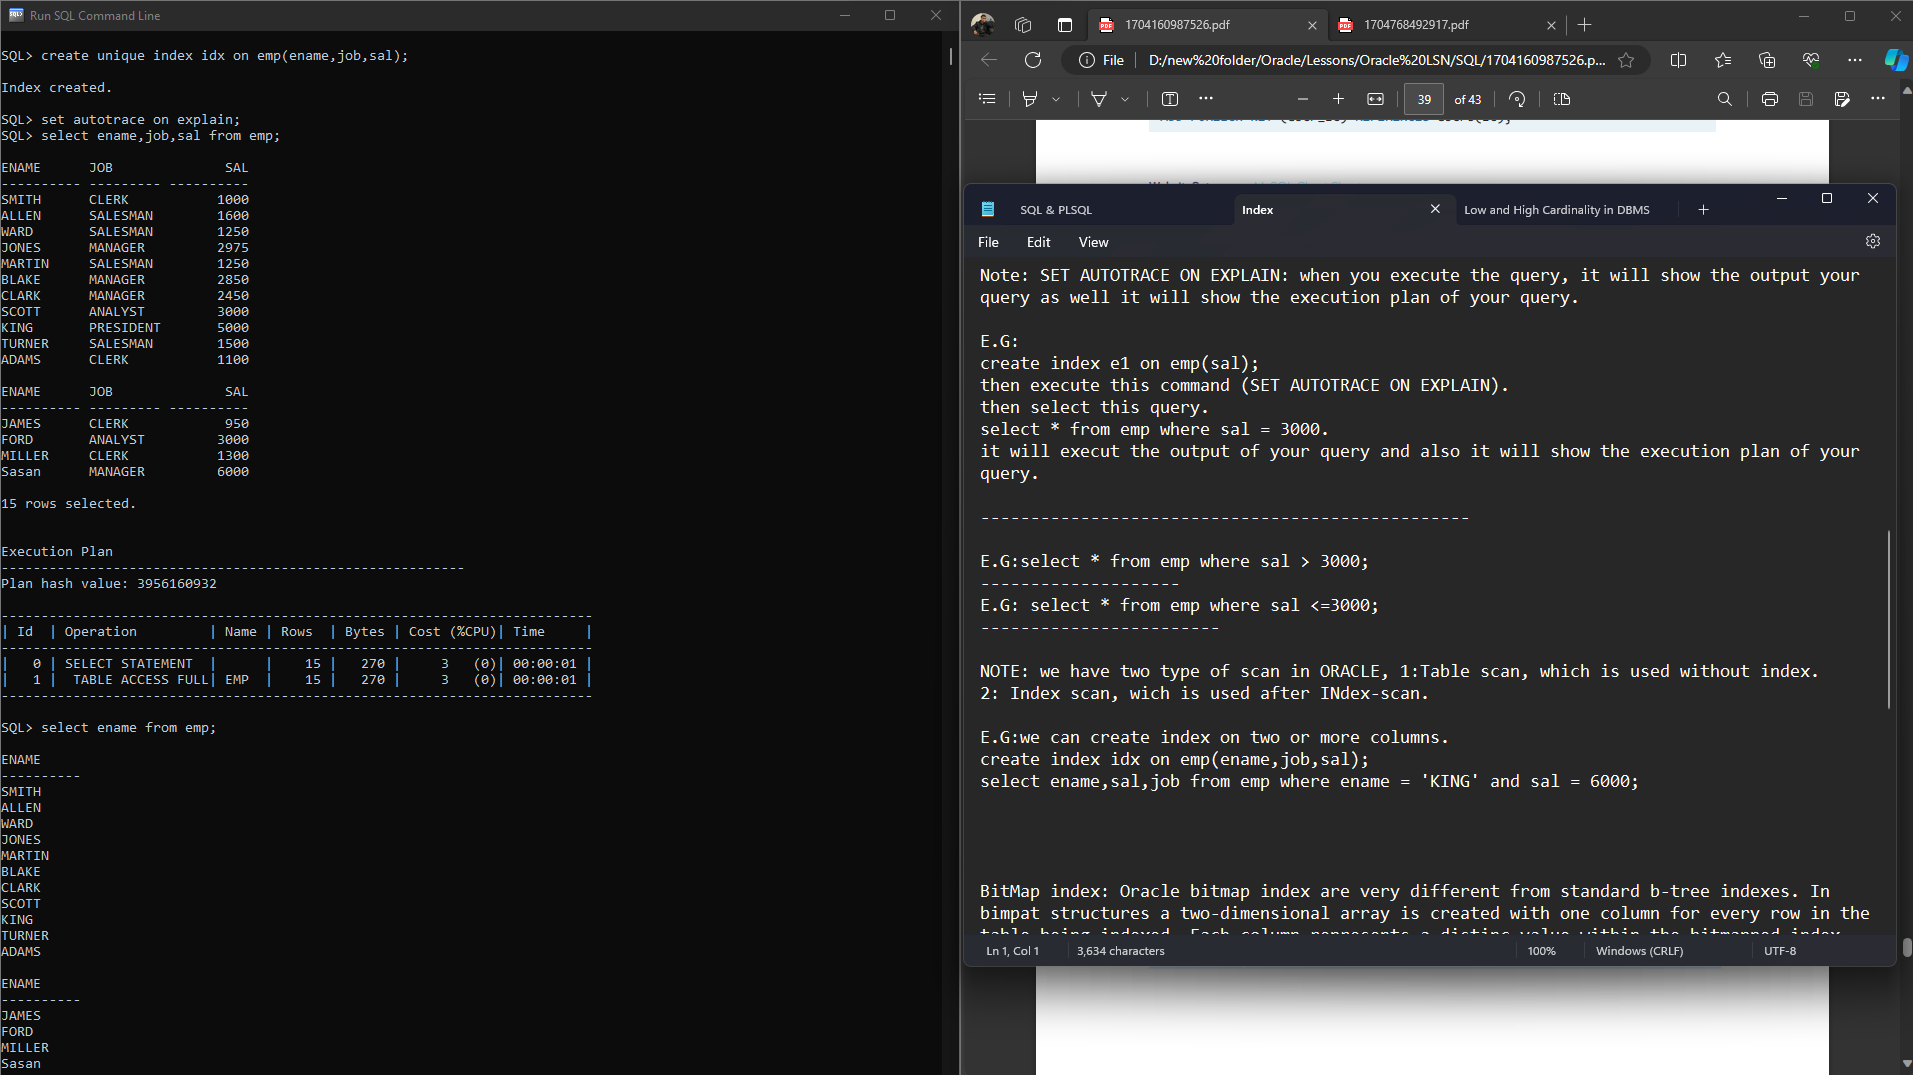 Run SQL Command Line
SQL> create unique index idx on emp(ename,job,sal);
Index created.
SQL> set autotrace on explain;
SQL> select ename,job,sal from emp;
ENAME      JOB              SAL
---------- --------- ----------
SMITH      CLERK           1000
ALLEN      SALESMAN        1600
WARD       SALESMAN        1250
JONES      MANAGER         2975
MARTIN     SALESMAN        1250
BLAKE      MANAGER         2850
CLARK      MANAGER         2450
SCOTT      ANALYST         3000
KING       PRESIDENT       5000
TURNER     SALESMAN        1500
ADAMS      CLERK           1100
ENAME      JOB              SAL
---------- --------- ----------
JAMES      CLERK            950
FORD       ANALYST         3000
MILLER     CLERK           1300
Sasan      MANAGER         6000
15 rows selected.
Execution Plan
----------------------------------------------------------
Plan hash value: 3956160932
--------------------------------------------------------------------------
| Id  | Operation         | Name | Rows  | Bytes | Cost (%CPU)| Time     |
--------------------------------------------------------------------------
|   0 | SELECT STATEMENT  |      |    15 |   270 |     3   (0)| 00:00:01 |
|   1 |  TABLE ACCESS FULL| EMP  |    15 |   270 |     3   (0)| 00:00:01 |
--------------------------------------------------------------------------
SQL> select ename from emp;
ENAME
----------
SMITH
ALLEN
WARD
JONES
MARTIN
BLAKE
CLARK
SCOTT
KING
TURNER
ADAMS
ENAME
----------
JAMES
FORD
MILLER
Sasan
1704160987526.pdf
1704768492917.pdf
File
D:/new%20folder/Oracle/Lessons/Oracle%20LSN/SQL/1704160987526.p...
39 of 43
SQL & PLSQL
Index
Low and High Cardinality in DBMS
File Edit View
Note: SET AUTOTRACE ON EXPLAIN: when you execute the query, it will show the output your
query as well it will show the execution plan of your query.
E.G:
create index e1 on emp(sal);
then execute this command (SET AUTOTRACE ON EXPLAIN).
then select this query.
select * from emp where sal = 3000.
it will execut the output of your query and also it will show the execution plan of your
query.
-------------------------------------------------
E.G:select * from emp where sal > 3000;
--------------------
E.G: select * from emp where sal <=3000;
------------------------
NOTE: we have two type of scan in ORACLE, 1:Table scan, which is used without index.
2: Index scan, wich is used after INdex-scan.
E.G:we can create index on two or more columns.
create index idx on emp(ename,job,sal);
select ename,sal,job from emp where ename = 'KING' and sal = 6000;
BitMap index: Oracle bitmap index are very different from standard b-tree indexes. In
bimpat structures a two-dimensional array is created with one column for every row in the
Ln 1, Col 1
3,634 characters
100%
Windows (CRLF)
UTF-8